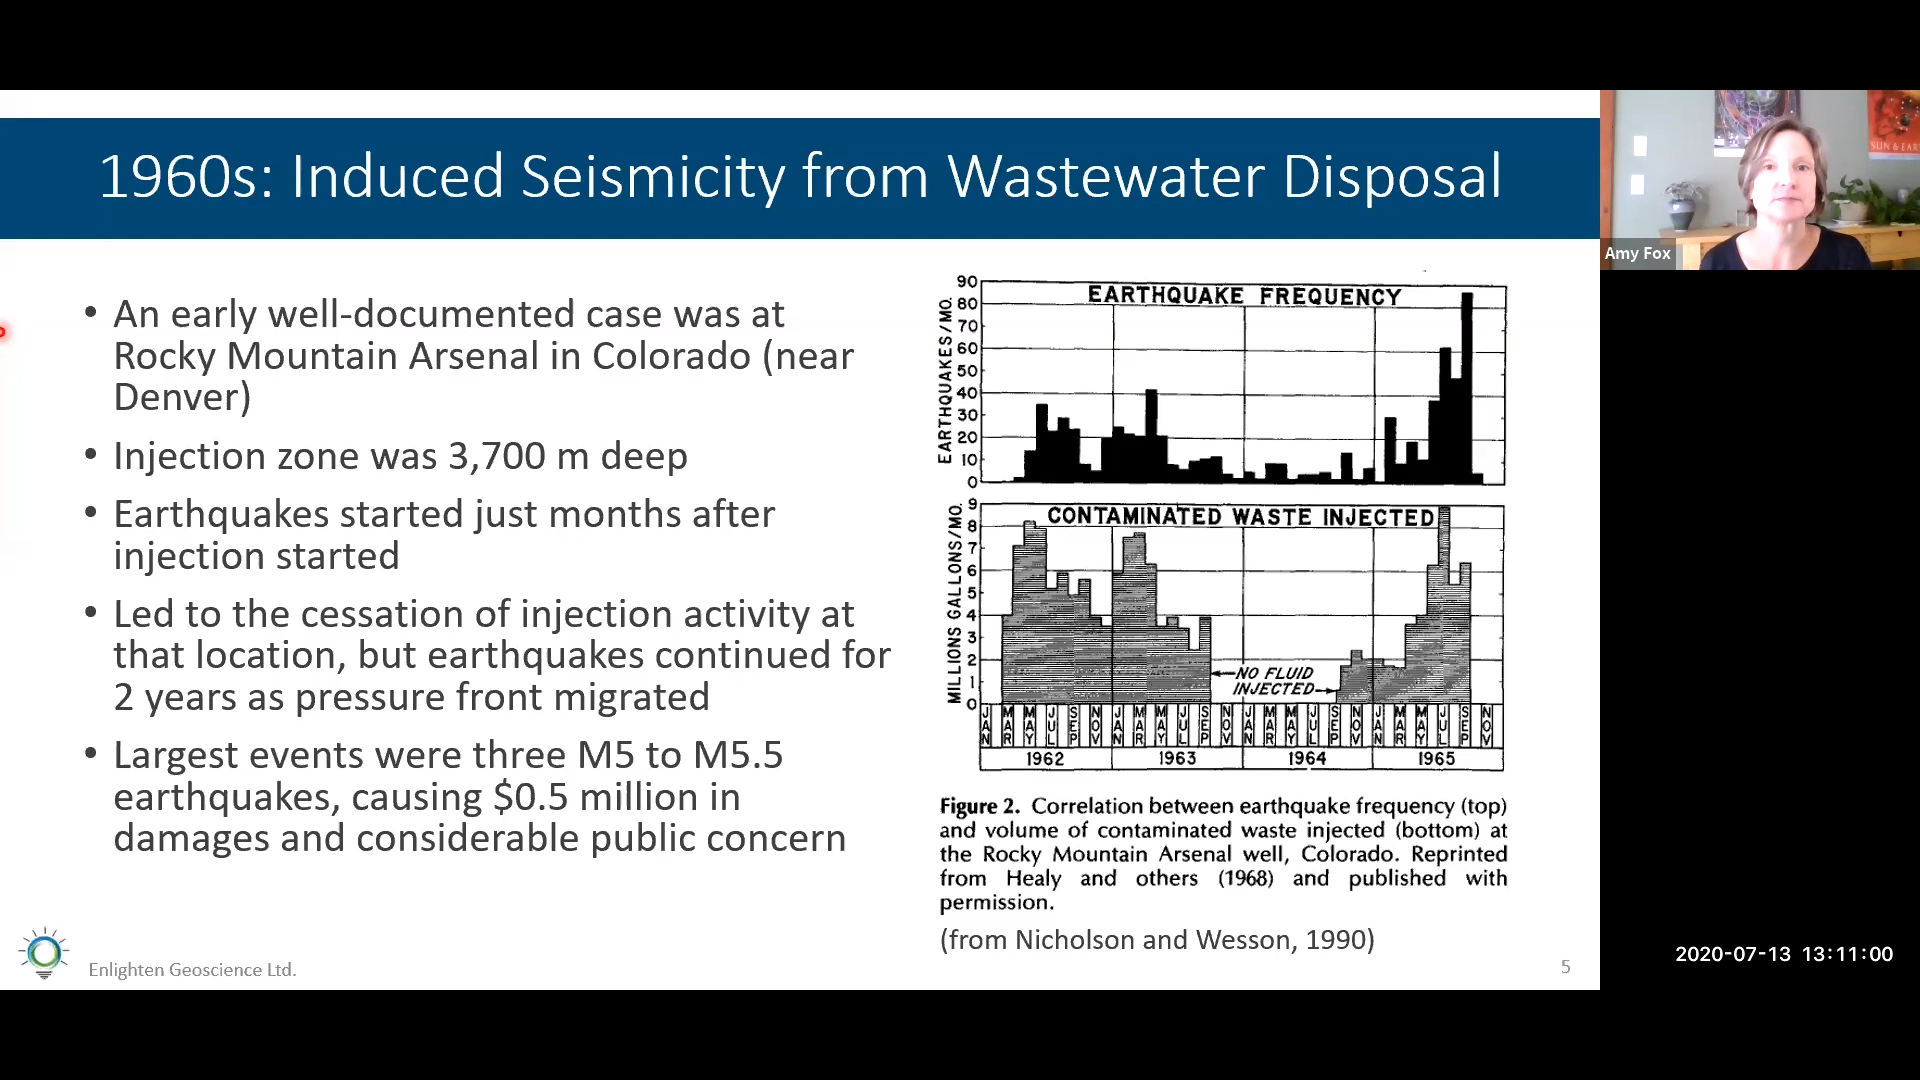 1960s: Induced Seismicity from Wastewater Disposal
SUN & EAR
Amy Fox
• An early well-documented case was at
Rocky Mountain Arsenal in Colorado (near
Denver)
• Injection zone was 3,700 m deep
• Earthquakes started just months after
injection started
• Led to the cessation of injection activity at
that location, but earthquakes continued for
2 years as pressure front migrated
• Largest events were three M5 to M5.5
earthquakes, causing $0.5 million in
damages and considerable public concern
EARTHQUAKE FREQUENCY
EARTHQUAKES/MO.
90
80
70
60
50
40
30
20
10
0
CONTAMINATED WASTE INJECTED
MILLIONS GALLONS/MO.
9
8
7
6
5
4
3
2
1
0
NO FLUID
INJECTED
JAN MAR MAY JUL SEP NOV JAN MAR MAY JUL SEP NOV JAN MAR MAY JUL SEP NOV JAN MAR MAY JUL SEP NOV
1962 1963 1964 1965
Figure 2. Correlation between earthquake frequency (top)
and volume of contaminated waste injected (bottom) at
the Rocky Mountain Arsenal well, Colorado. Reprinted
from Healy and others (1968) and published with
permission.
(from Nicholson and Wesson, 1990)
Enlighten Geoscience Ltd.
5
2020-07-13 13:11:00